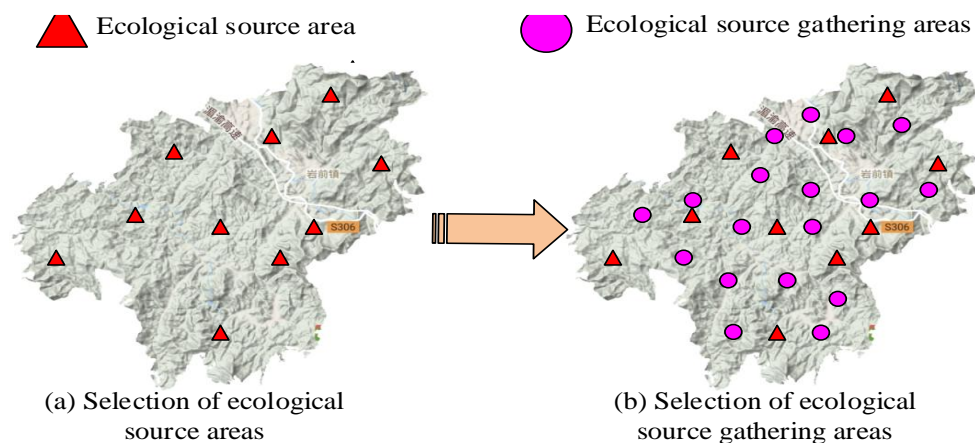 Ecological source area
Ecological source gathering areas
岩前镇
S306
岩前镇
S306
(a) Selection of ecological
source areas
(b) Selection of ecological
source gathering areas